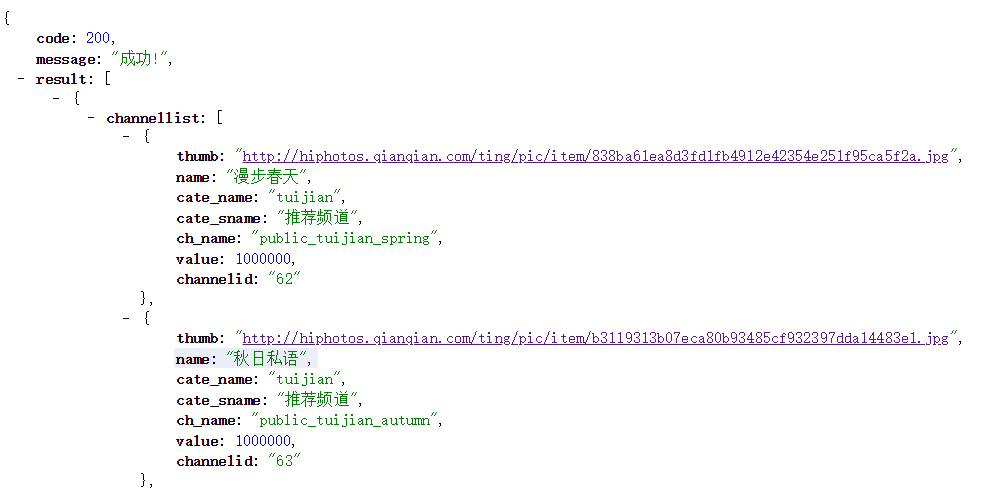 {
code: 200,
message: "成功!",
- result: [
- {
- channellist: [
- {
thumb: "http://hiphotos.qianqian.com/ting/pic/item/838ba61ea8d3fd1fb4912e42354e251f95ca5f2a.jpg",
name: "漫步春天",
cate_name: "tuijian",
cate_sname: "推荐频道",
ch_name: "public_tuijian_spring",
value: 1000000,
channelid: "62"
},
- {
thumb: "http://hiphotos.qianqian.com/ting/pic/item/b3119313b07eca80b93485cf932397dda14483e1.jpg",
name: "秋日私语",
cate_name: "tuijian",
cate_sname: "推荐频道",
ch_name: "public_tuijian_autumn",
value: 1000000,
channelid: "63"
},